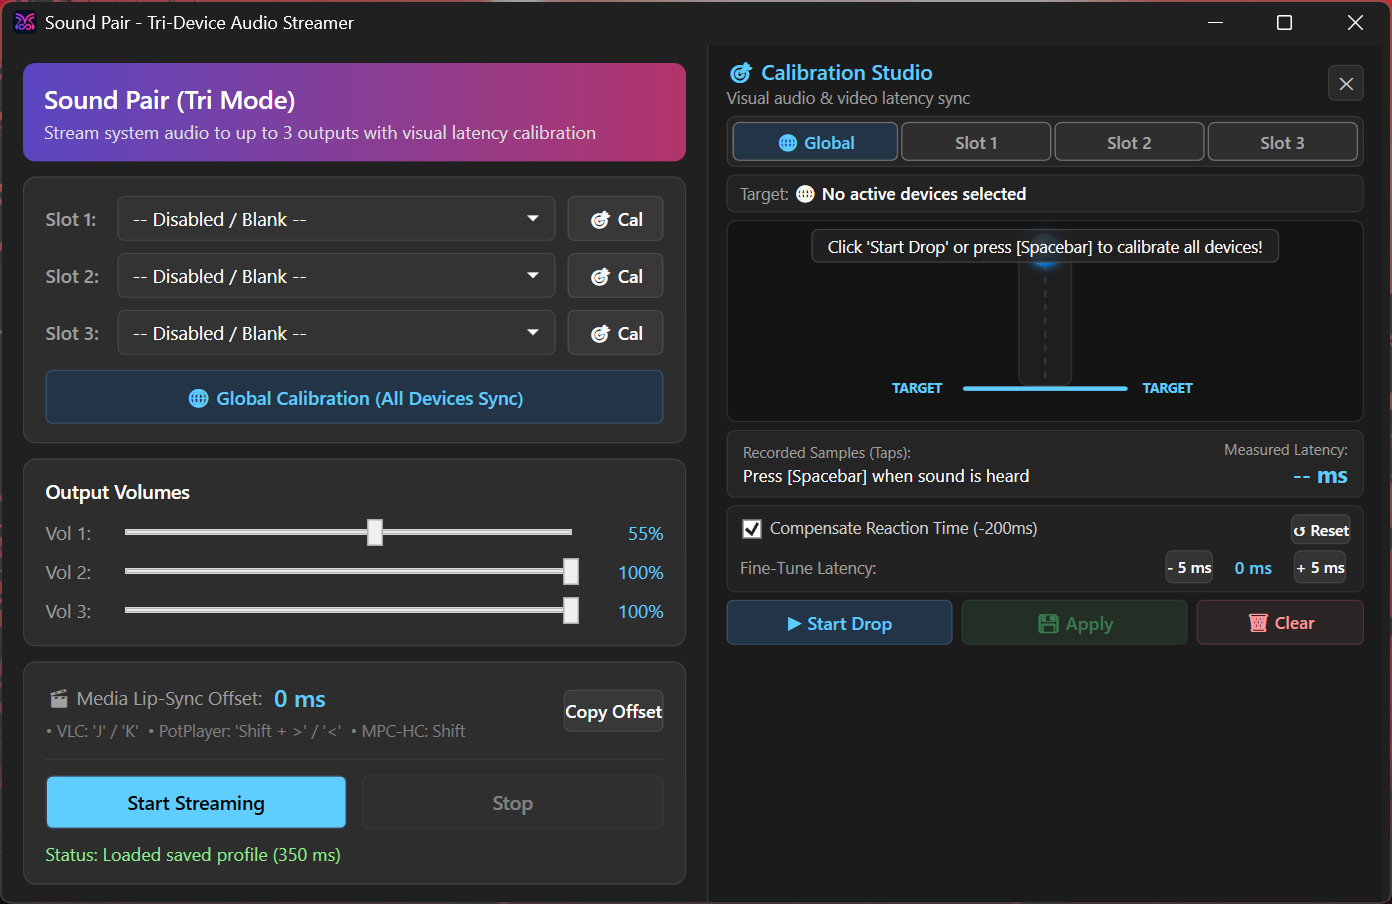 Sound Pair - Tri-Device Audio Streamer
Sound Pair (Tri Mode)
Stream system audio to up to 3 outputs with visual latency calibration
Slot 1:
-- Disabled / Blank --
Cal
Slot 2:
-- Disabled / Blank --
Cal
Slot 3:
-- Disabled / Blank --
Cal
Global Calibration (All Devices Sync)
Output Volumes
Vol 1:
55%
Vol 2:
100%
Vol 3:
100%
Media Lip-Sync Offset: 0 ms
Copy Offset
• VLC: 'J' / 'K' • PotPlayer: 'Shift + >' / '<' • MPC-HC: Shift
Start Streaming
Stop
Status: Loaded saved profile (350 ms)
Calibration Studio
Visual audio & video latency sync
Global
Slot 1
Slot 2
Slot 3
Target: No active devices selected
Click 'Start Drop' or press [Spacebar] to calibrate all devices!
TARGET
TARGET
Recorded Samples (Taps):
Press [Spacebar] when sound is heard
Measured Latency:
-- ms
Compensate Reaction Time (-200ms)
↺ Reset
Fine-Tune Latency:
- 5 ms
0 ms
+ 5 ms
Start Drop
Apply
Clear